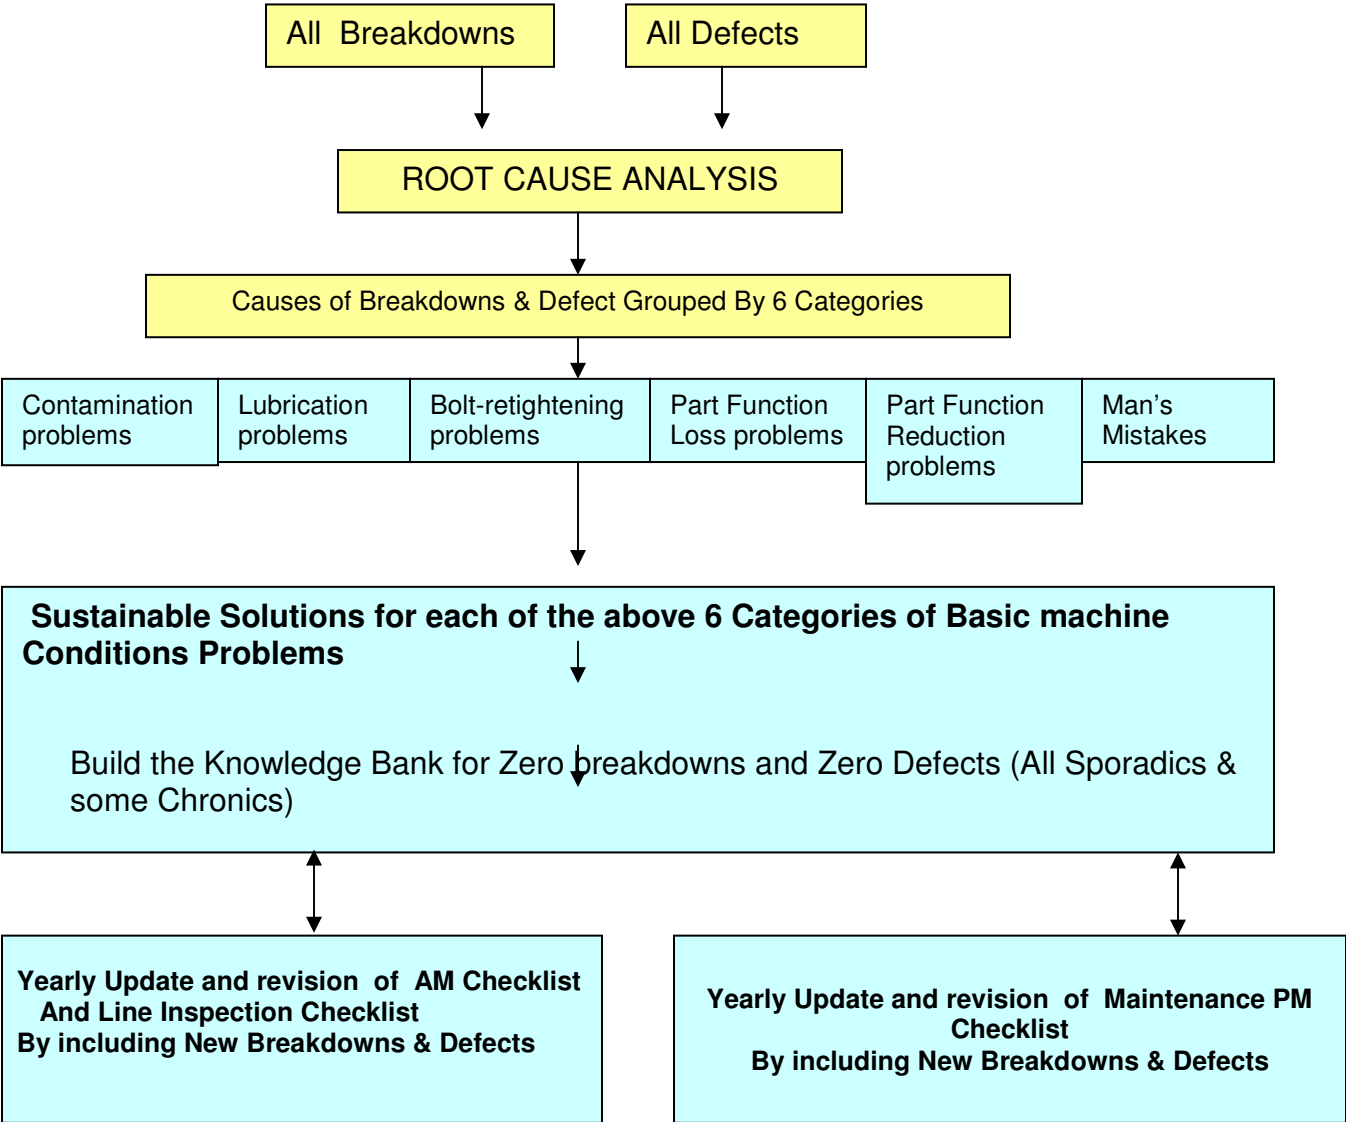 All  Breakdowns
All Defects
ROOT CAUSE ANALYSIS
Causes of Breakdowns & Defect Grouped By 6 Categories
Contamination
problems
Lubrication
problems
Bolt-retightening
problems
Part Function
Loss problems
Part Function
Reduction
problems
Man's
Mistakes
Sustainable Solutions for each of the above 6 Categories of Basic machine
Conditions Problems
Build the Knowledge Bank for Zero breakdowns and Zero Defects (All Sporadics &
some Chronics)
Yearly Update and revision  of  AM Checklist
And Line Inspection Checklist
By including New Breakdowns & Defects
Yearly Update and revision  of  Maintenance PM
Checklist
By including New Breakdowns & Defects